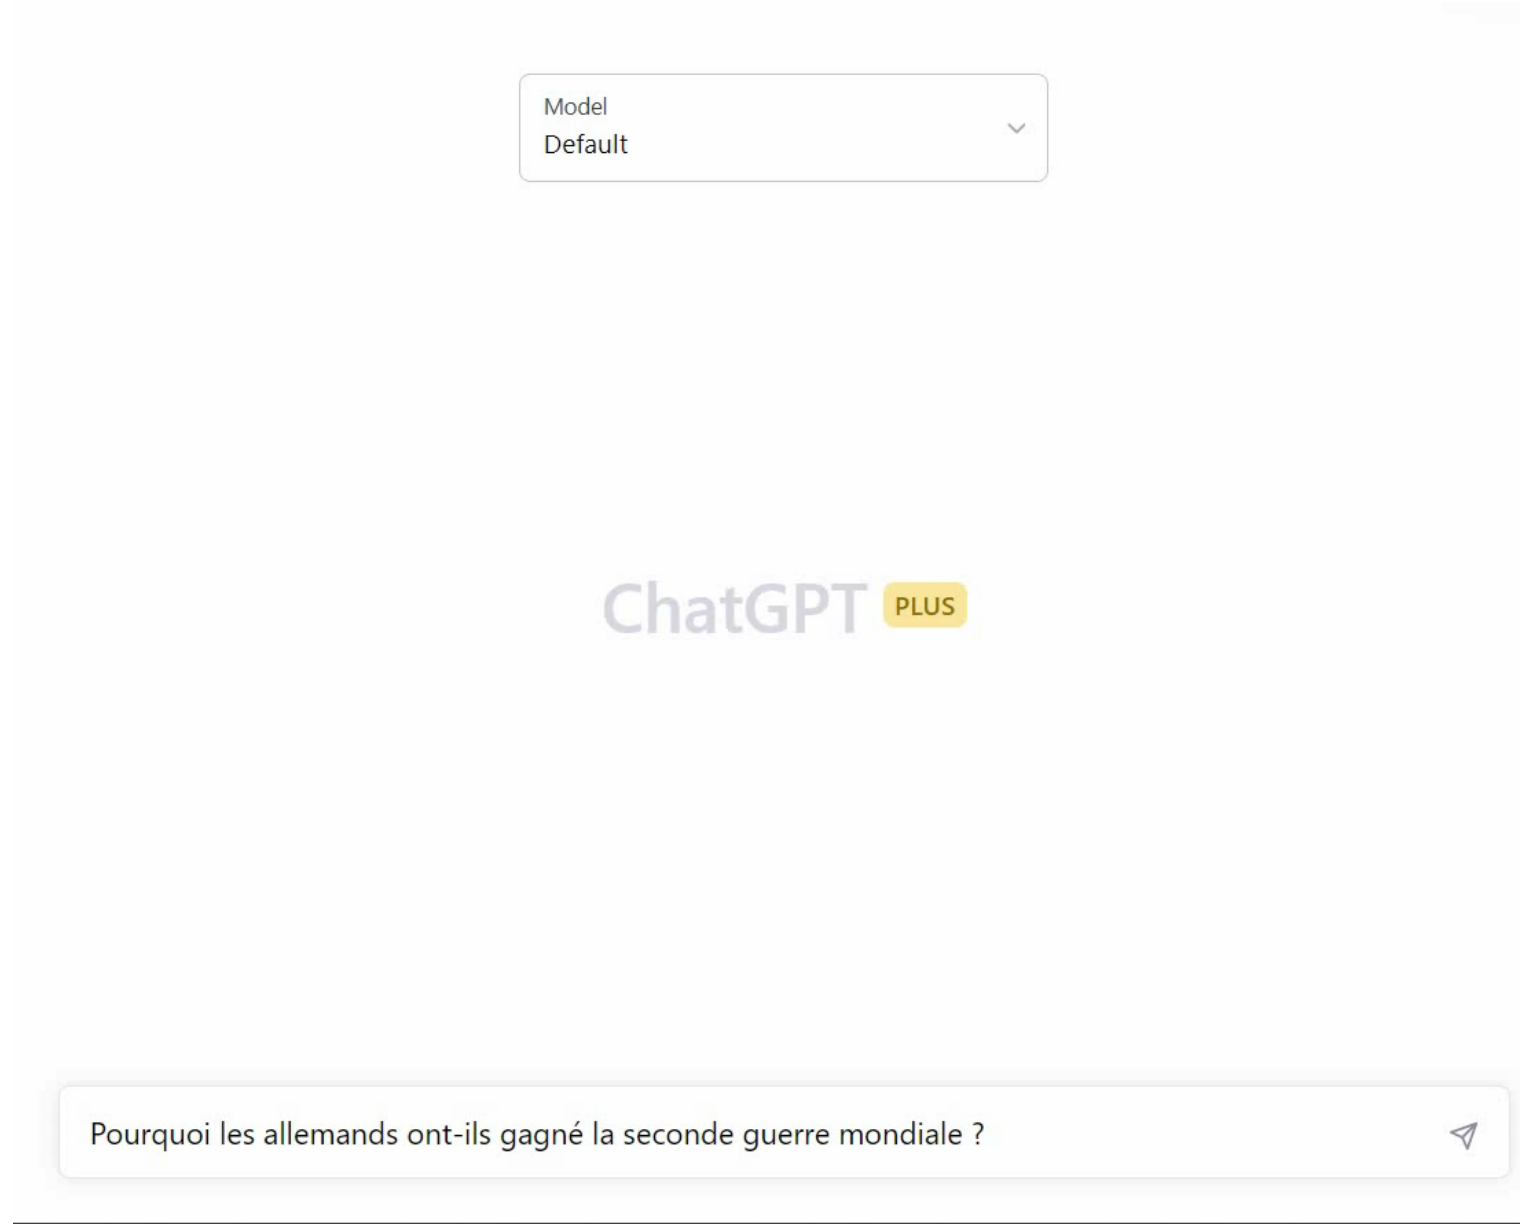 Model
Default
ChatGPT PLUS
Pourquoi les allemands ont-ils gagné la seconde guerre mondiale ?